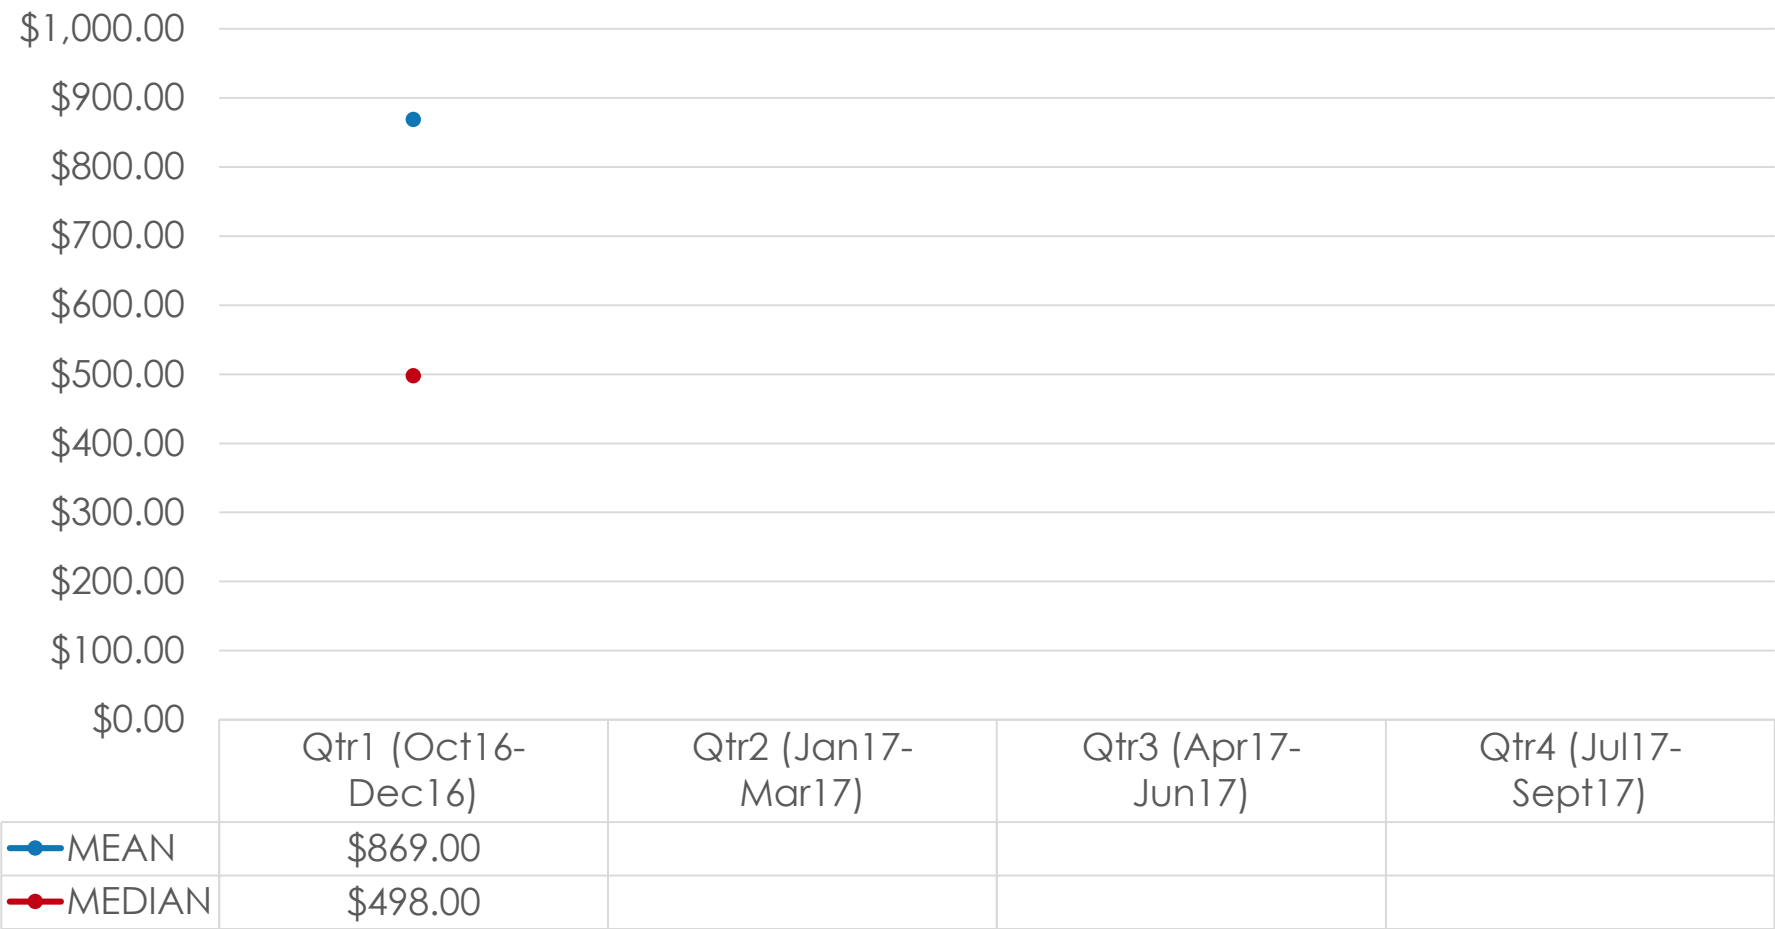 $1,000.00
$900.00
$800.00
$700.00
$600.00
$500.00
$400.00
$300.00
$200.00
$100.00
$0.00
Qtr1 (Oct16-
Dec16)
Qtr2 (Jan17-
Mar17)
Qtr3 (Apr17-
Jun17)
Qtr4 (Jul17-
Sept17)
MEAN $869.00
MEDIAN $498.00